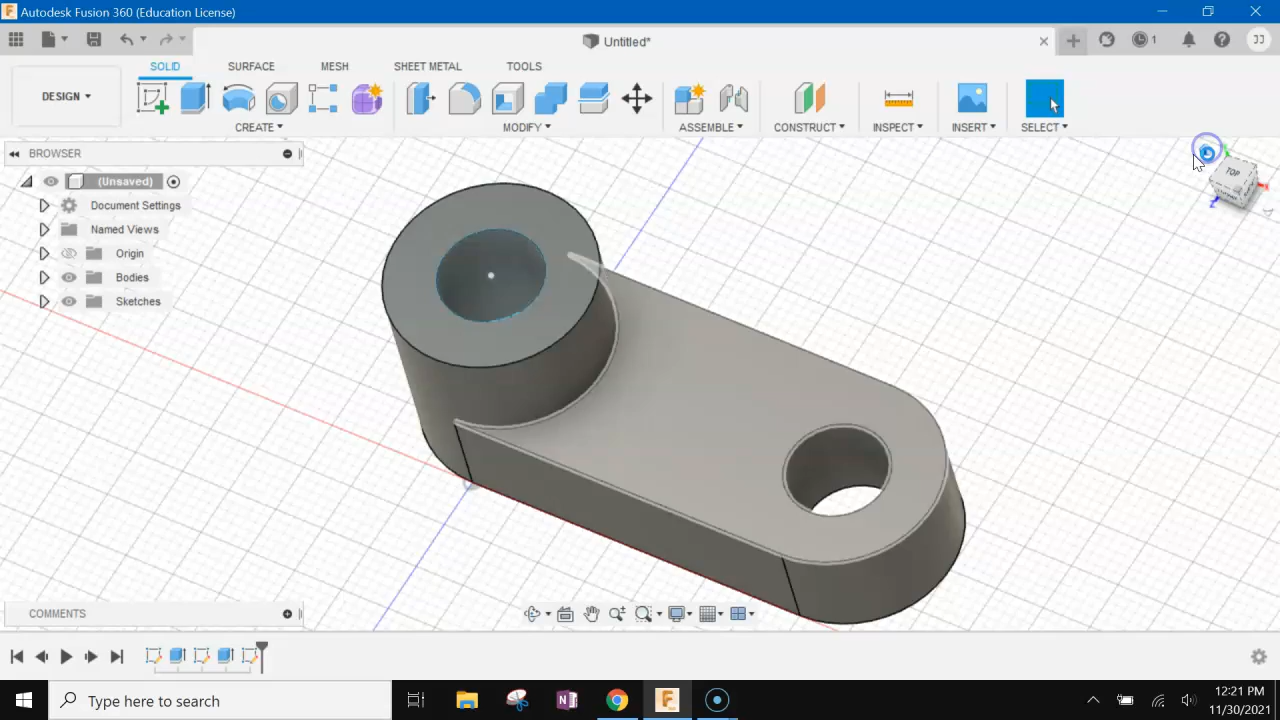 Autodesk Fusion 360 (Education License)
Untitled*
1
JJ
DESIGN
SOLID
SURFACE
MESH
SHEET METAL
TOOLS
CREATE
MODIFY
ASSEMBLE
CONSTRUCT
INSPECT
INSERT
SELECT
BROWSER
(Unsaved)
Document Settings
Named Views
Origin
Bodies
Sketches
TOP
Z
COMMENTS
Type here to search
12:21 PM
11/30/2021